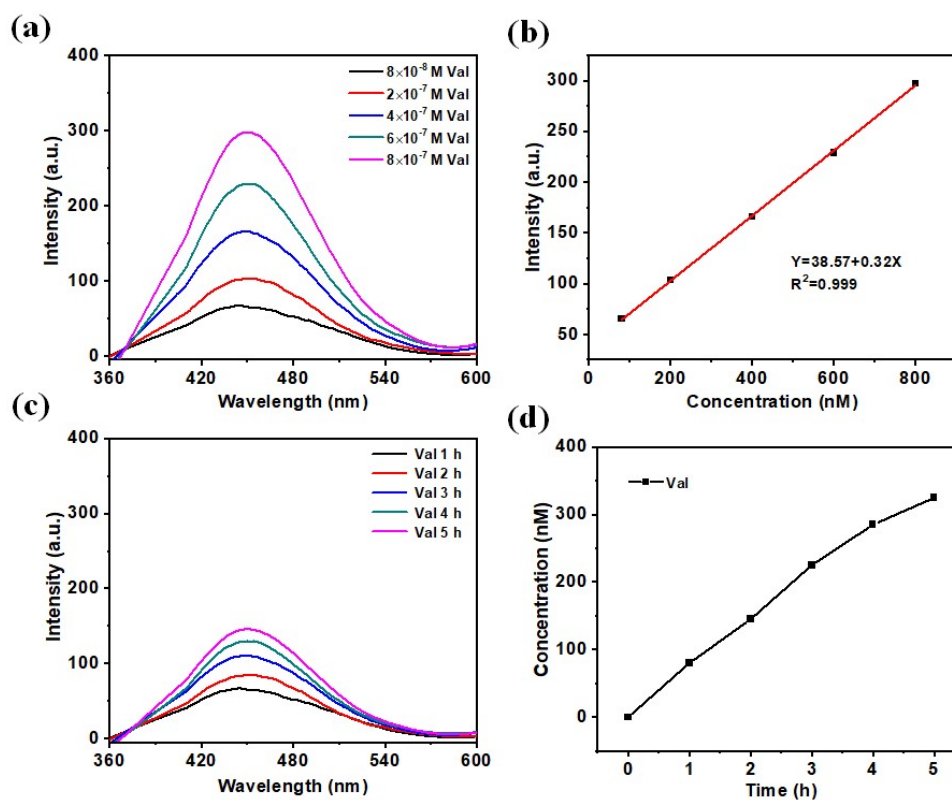 (a)
400
300
200
100
0
Intensity (a.u.)
360 420 480 540 600
Wavelength (nm)
8×10⁻⁸ M Val
2×10⁻⁷ M Val
4×10⁻⁷ M Val
6×10⁻⁷ M Val
8×10⁻⁷ M Val
(b)
300
250
200
150
100
50
Intensity (a.u.)
Y=38.57+0.32X
R²=0.999
0 200 400 600 800
Concentration (nM)
(c)
400
300
200
100
0
Intensity (a.u.)
360 420 480 540 600
Wavelength (nm)
Val 1 h
Val 2 h
Val 3 h
Val 4 h
Val 5 h
(d)
400
300
200
100
0
Concentration (nM)
Val
0 1 2 3 4 5
Time (h)